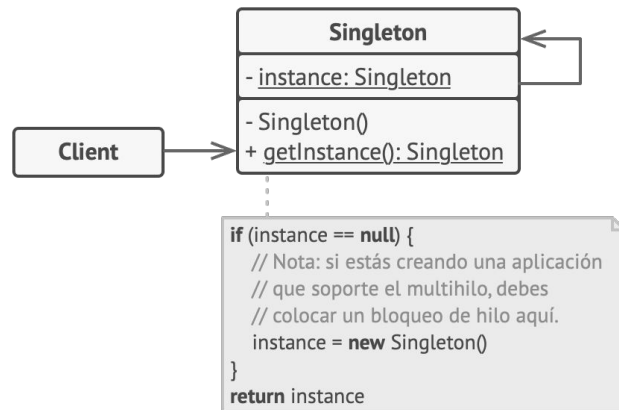 Singleton
- instance: Singleton
- Singleton()
+ getInstance(): Singleton
Client
if (instance == null) {
// Nota: si estás creando una aplicación
// que soporte el multihilo, debes
// colocar un bloqueo de hilo aquí.
instance = new Singleton()
}
return instance